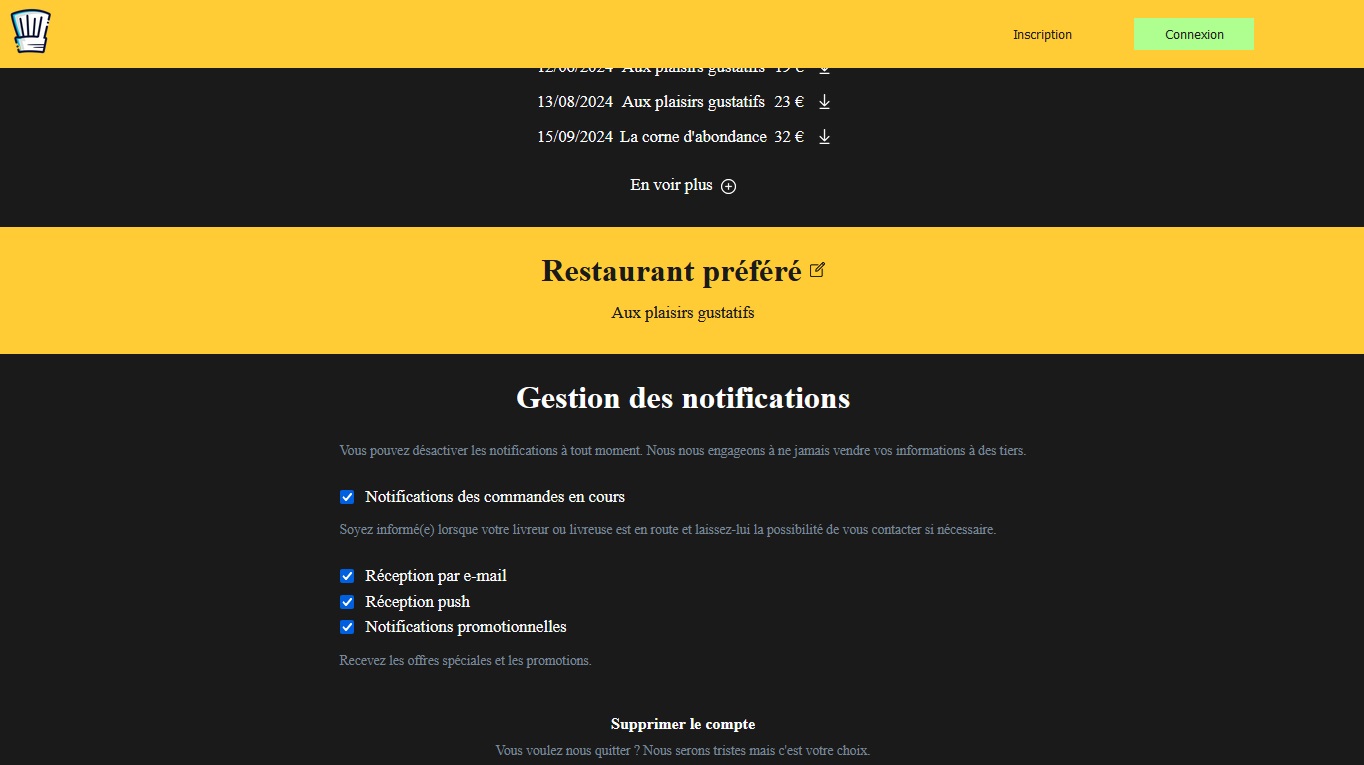 Inscription
Connexion
12/06/2024 Aux plaisirs gustatifs 19 €
13/08/2024 Aux plaisirs gustatifs 23 €
15/09/2024 La corne d'abondance 32 €
En voir plus
Restaurant préféré
Aux plaisirs gustatifs
Gestion des notifications
Vous pouvez désactiver les notifications à tout moment. Nous nous engageons à ne jamais vendre vos informations à des tiers.
Notifications des commandes en cours
Soyez informé(e) lorsque votre livreur ou livreuse est en route et laissez-lui la possibilité de vous contacter si nécessaire.
Réception par e-mail
Réception push
Notifications promotionnelles
Recevez les offres spéciales et les promotions.
Supprimer le compte
Vous voulez nous quitter ? Nous serons tristes mais c'est votre choix.